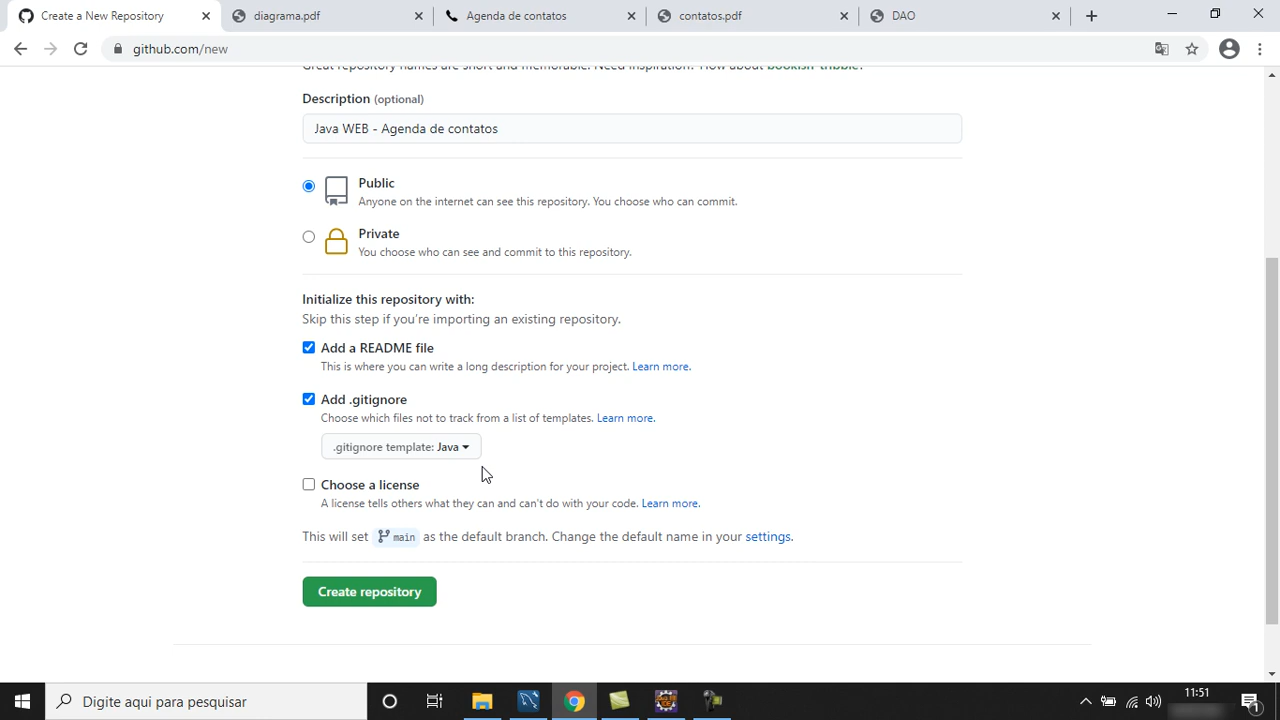 Create a New Repository
diagrama.pdf
Agenda de contatos
contatos.pdf
DAO
github.com/new
Great repository names are short and memorable. Need inspiration? How about bookish-tribble?
Description (optional)
Java WEB - Agenda de contatos
Public
Anyone on the internet can see this repository. You choose who can commit.
Private
You choose who can see and commit to this repository.
Initialize this repository with:
Skip this step if you're importing an existing repository.
Add a README file
This is where you can write a long description for your project. Learn more.
Add .gitignore
Choose which files not to track from a list of templates. Learn more.
.gitignore template: Java
Choose a license
A license tells others what they can and can't do with your code. Learn more.
This will set main as the default branch. Change the default name in your settings.
Create repository
Digite aqui para pesquisar
11:51
1